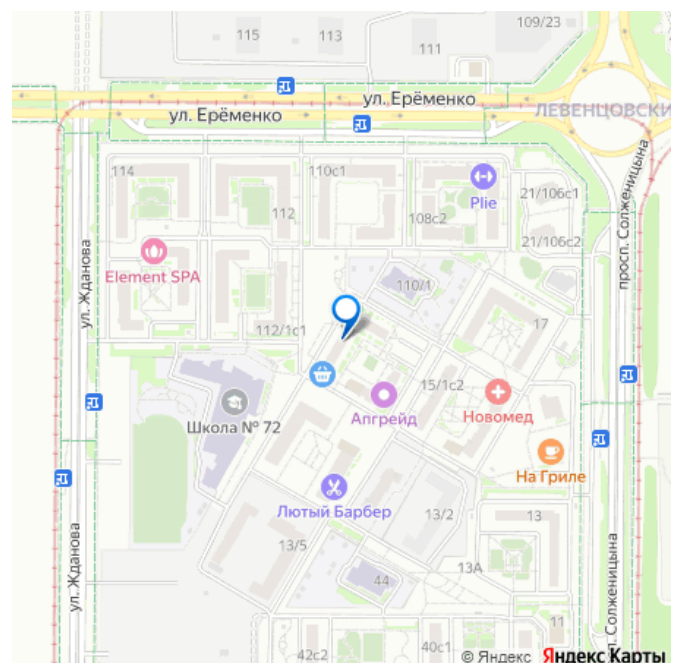 109/23
115
113
111
ул. Ерёменко
ул. Ерёменко
ЛЕВЕНЦОВСКИ
114
110с1
Plie
21/106с1
112
108с2
21/106с2
просп. Солженицына
ул. Жданова
Element SPA
110/1
112/1с1
17
15/1с2
Школа № 72
Апгрейд
Новомед
На Гриле
Лютый Барбер
13/2
13
13/5
ул. Жданова
13А
44
п. Солженицына
11
42с2
40с1
© Яндекс Яндекс Карты